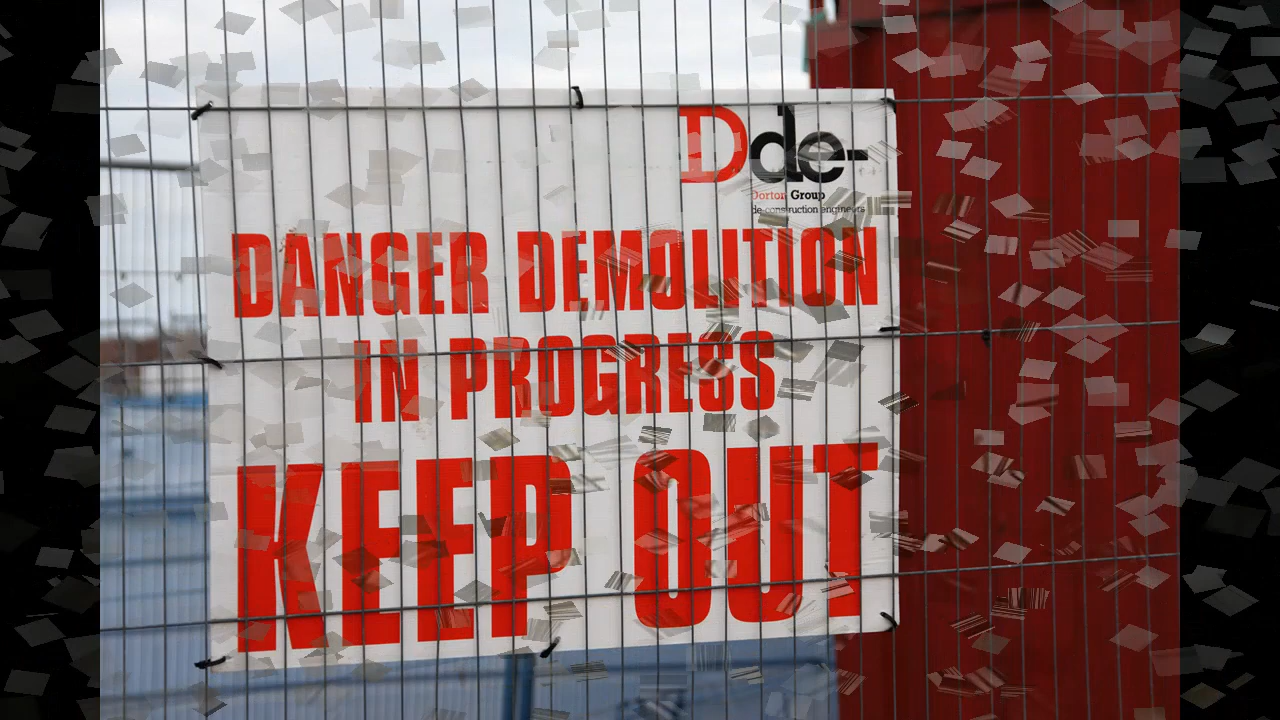 Dde-
Dorton Group
de-construction engineers
DANGER DEMOLITION
IN PROGRESS
KEEP OUT